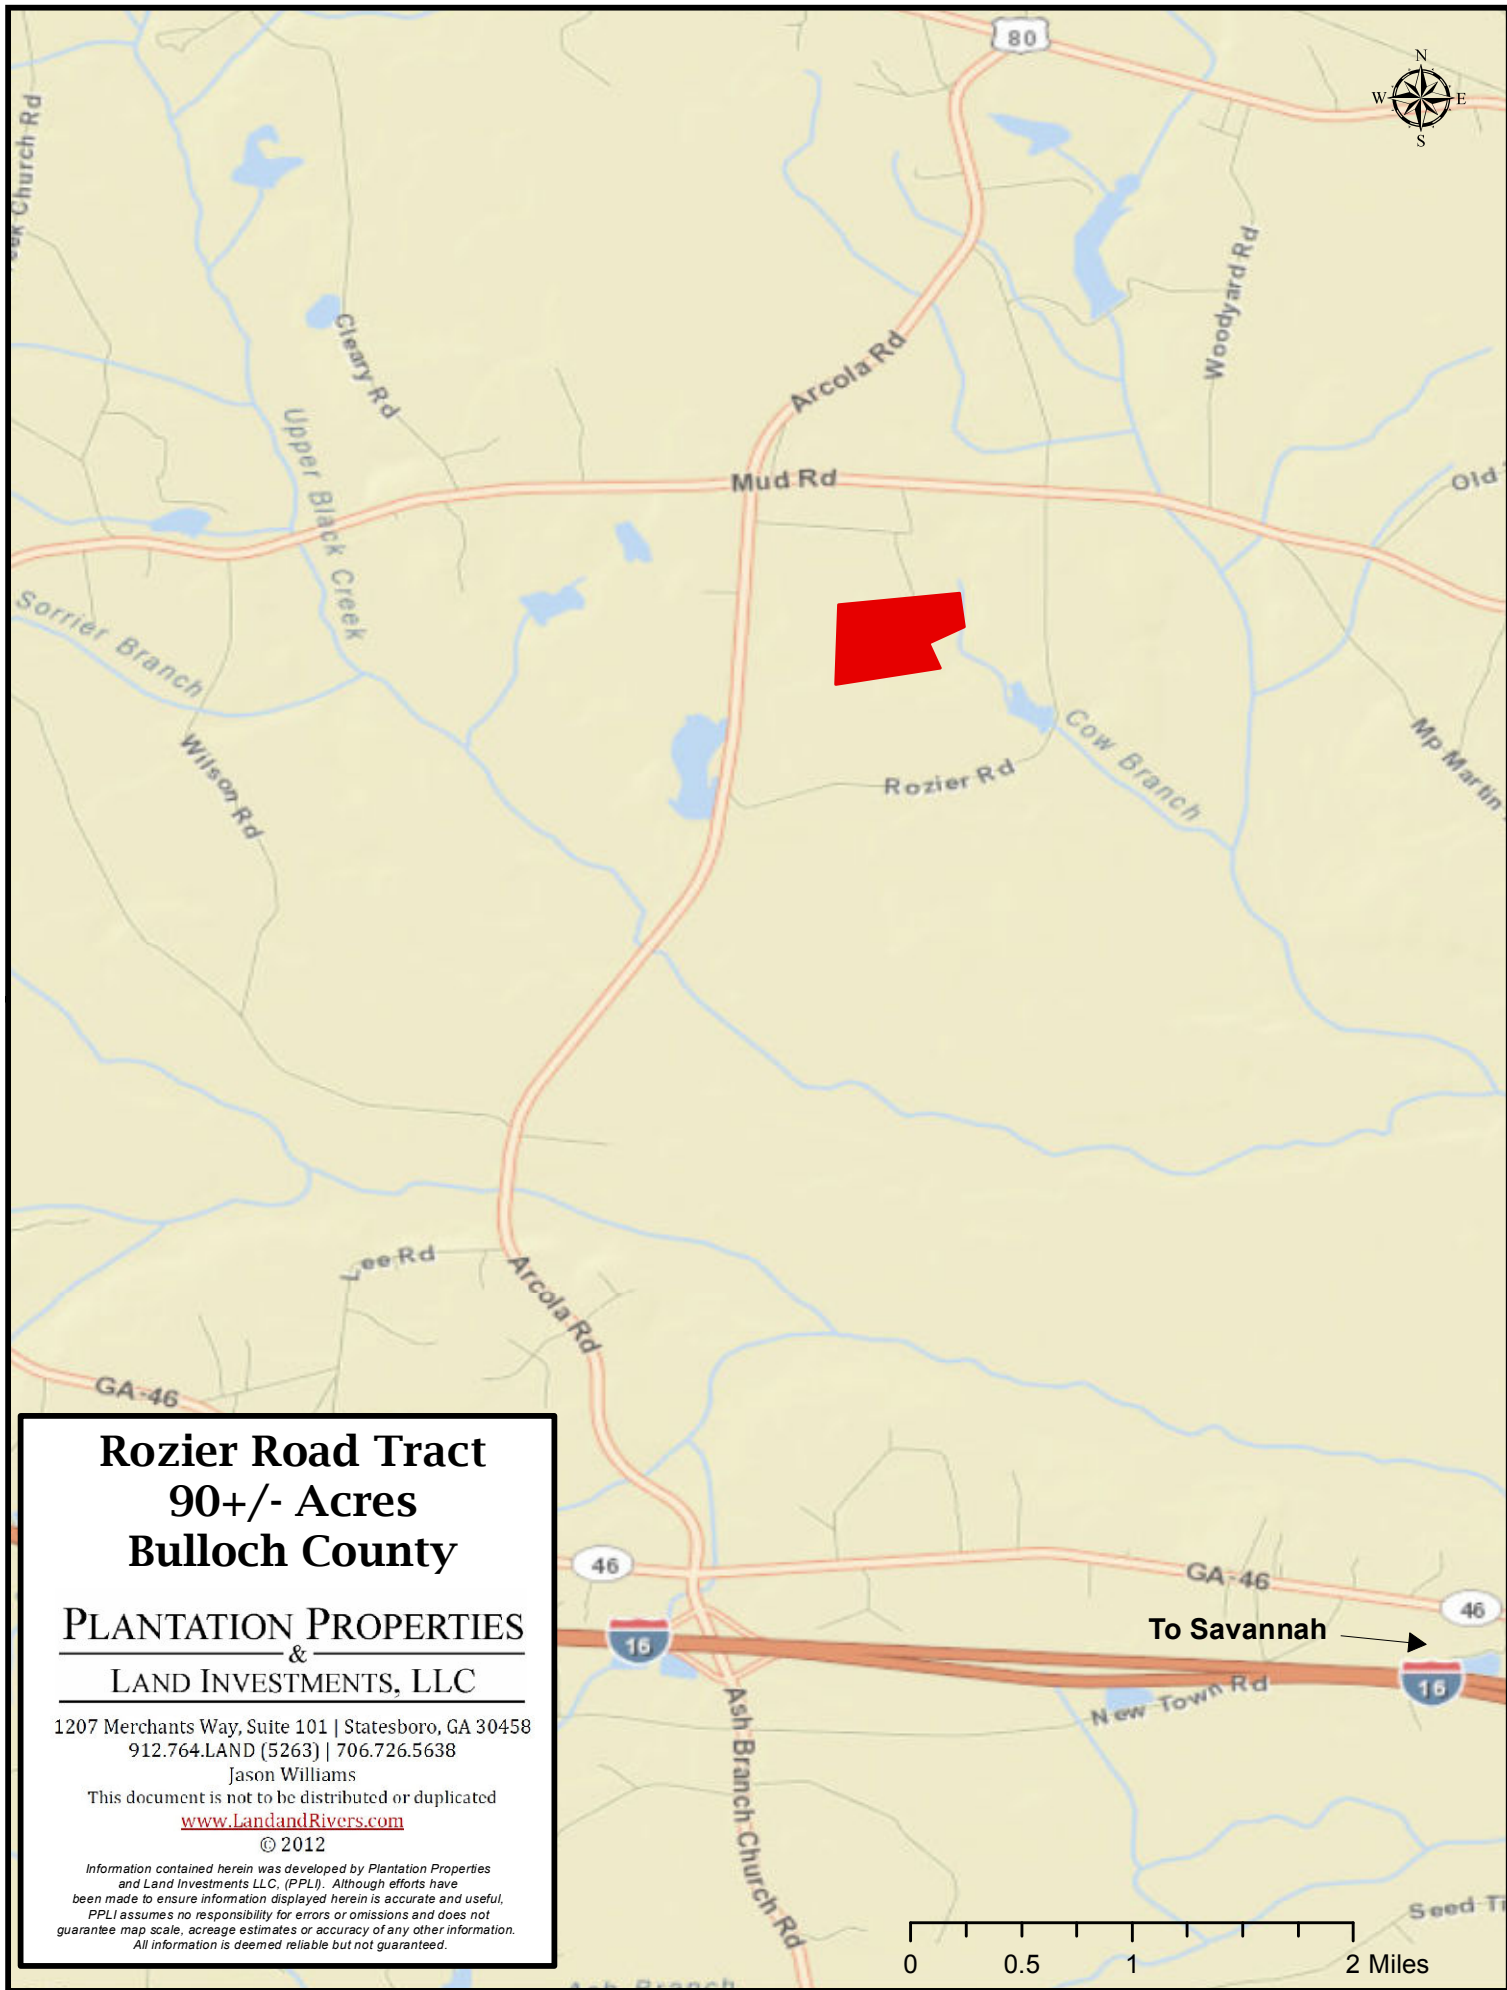 80
N
W E
S
Church Rd
Cleary Rd
Woodyard Rd
Arcola Rd
Upper Black Creek
Mud Rd
Old
Sorrier Branch
Wilson Rd
Rozier Rd
Cow Branch
Mp Martin
Lee Rd
Arcola Rd
GA-46
Rozier Road Tract
90+/- Acres
Bulloch County
PLANTATION PROPERTIES
&
LAND INVESTMENTS, LLC
1207 Merchants Way, Suite 101 | Statesboro, GA 30458
912.764.LAND (5263) | 706.726.5638
Jason Williams
This document is not to be distributed or duplicated
www.LandandRivers.com
© 2012
Information contained herein was developed by Plantation Properties
and Land Investments LLC, (PPLI). Although efforts have
been made to ensure information displayed herein is accurate and useful,
PPLI assumes no responsibility for errors or omissions and does not
guarantee map scale, acreage estimates or accuracy of any other information.
All information is deemed reliable but not guaranteed.
46
GA-46
46
To Savannah
16
16
New Town Rd
Ash Branch Church Rd
Seed
0 0.5 1 2 Miles
Ash Branch